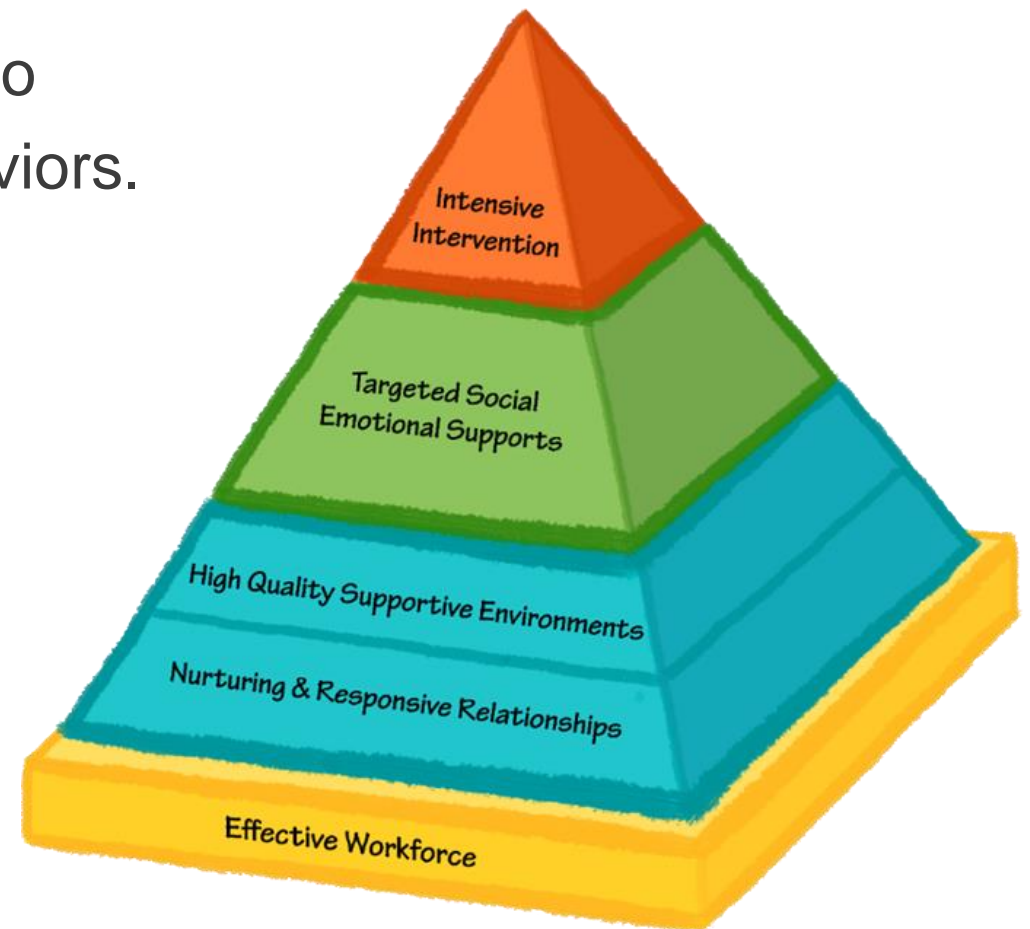 o
viors.
Intensive
Intervention
Targeted Social
Emotional Supports
High Quality Supportive Environments
Nurturing & Responsive Relationships
Effective Workforce